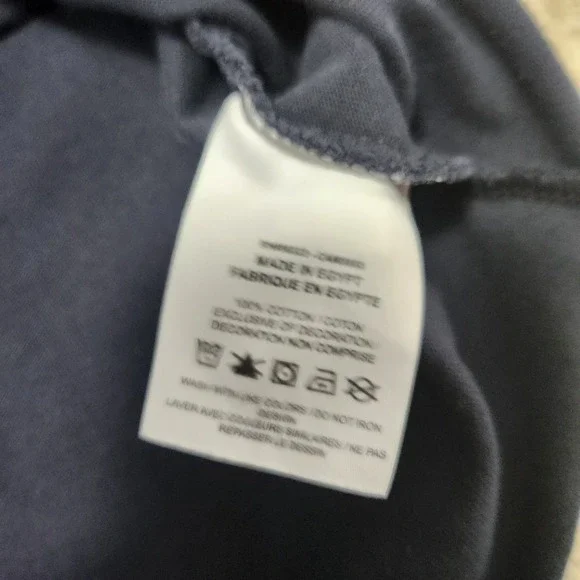 MADE IN EGYPT
FABRIQUE EN EGYPTE
100% COTTON / COTON
EXCLUSIVE OF DECORATION
DECORATION NON COMPRISE
WASH WITH LIKE COLORS / DO NOT IRON
DESIGN
LAVER AVEC COULEURS SIMILAIRES / NE PAS
REPASSER LE DESSIN